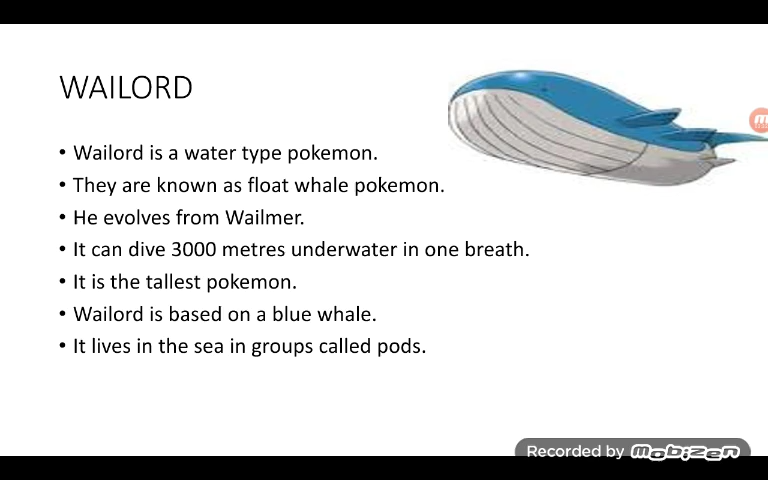 WAILORD
• Wailord is a water type pokemon.
• They are known as float whale pokemon.
• He evolves from Wailmer.
• It can dive 3000 metres underwater in one breath.
• It is the tallest pokemon.
• Wailord is based on a blue whale.
• It lives in the sea in groups called pods.
Recorded by Mobizen